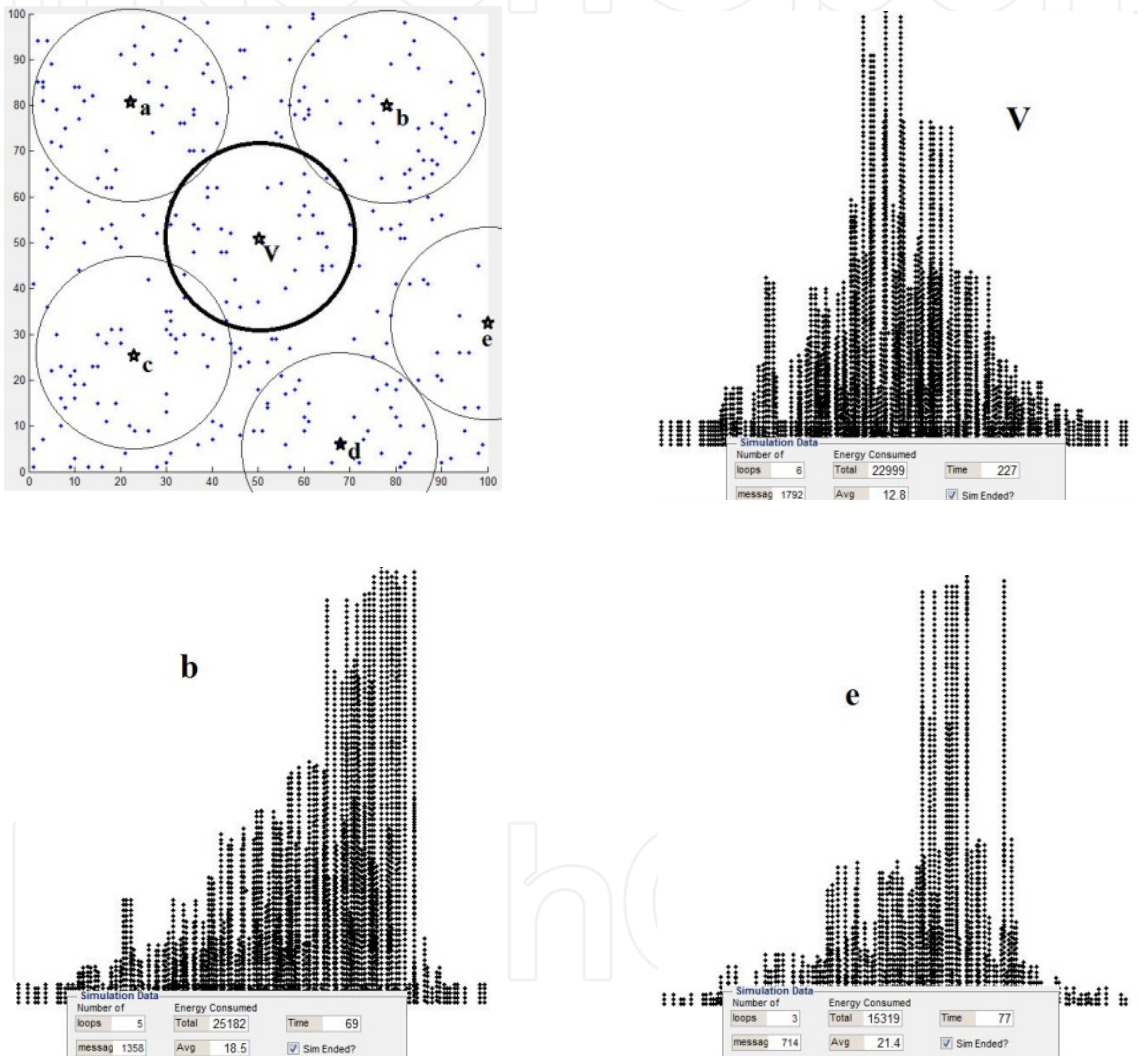 100
90
80
70
60
50
40
30
20
10
0
0 10 20 30 40 50 60 70 80 90 100
a
b
V
c
e
d
V
Simulation Data
Number of Energy Consumed
loops 6 Total 22999 Time 227
messag 1792 Avg 12.8 Sim Ended?
b
Simulation Data
Number of Energy Consumed
loops 5 Total 25182 Time 69
messag 1358 Avg 18.5 Sim Ended?
e
Simulation Data
Number of Energy Consumed
loops 3 Total 15319 Time 77
messag 714 Avg 21.4 Sim Ended?